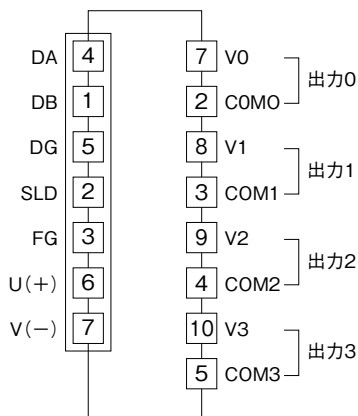 DA 4
DB 1
DG 5
SLD 2
FG 3
U(+) 6
V(−) 7
7 V0
2 C0M0
出力0
8 V1
3 COM1
出力1
9 V2
4 COM2
出力2
10 V3
5 COM3
出力3